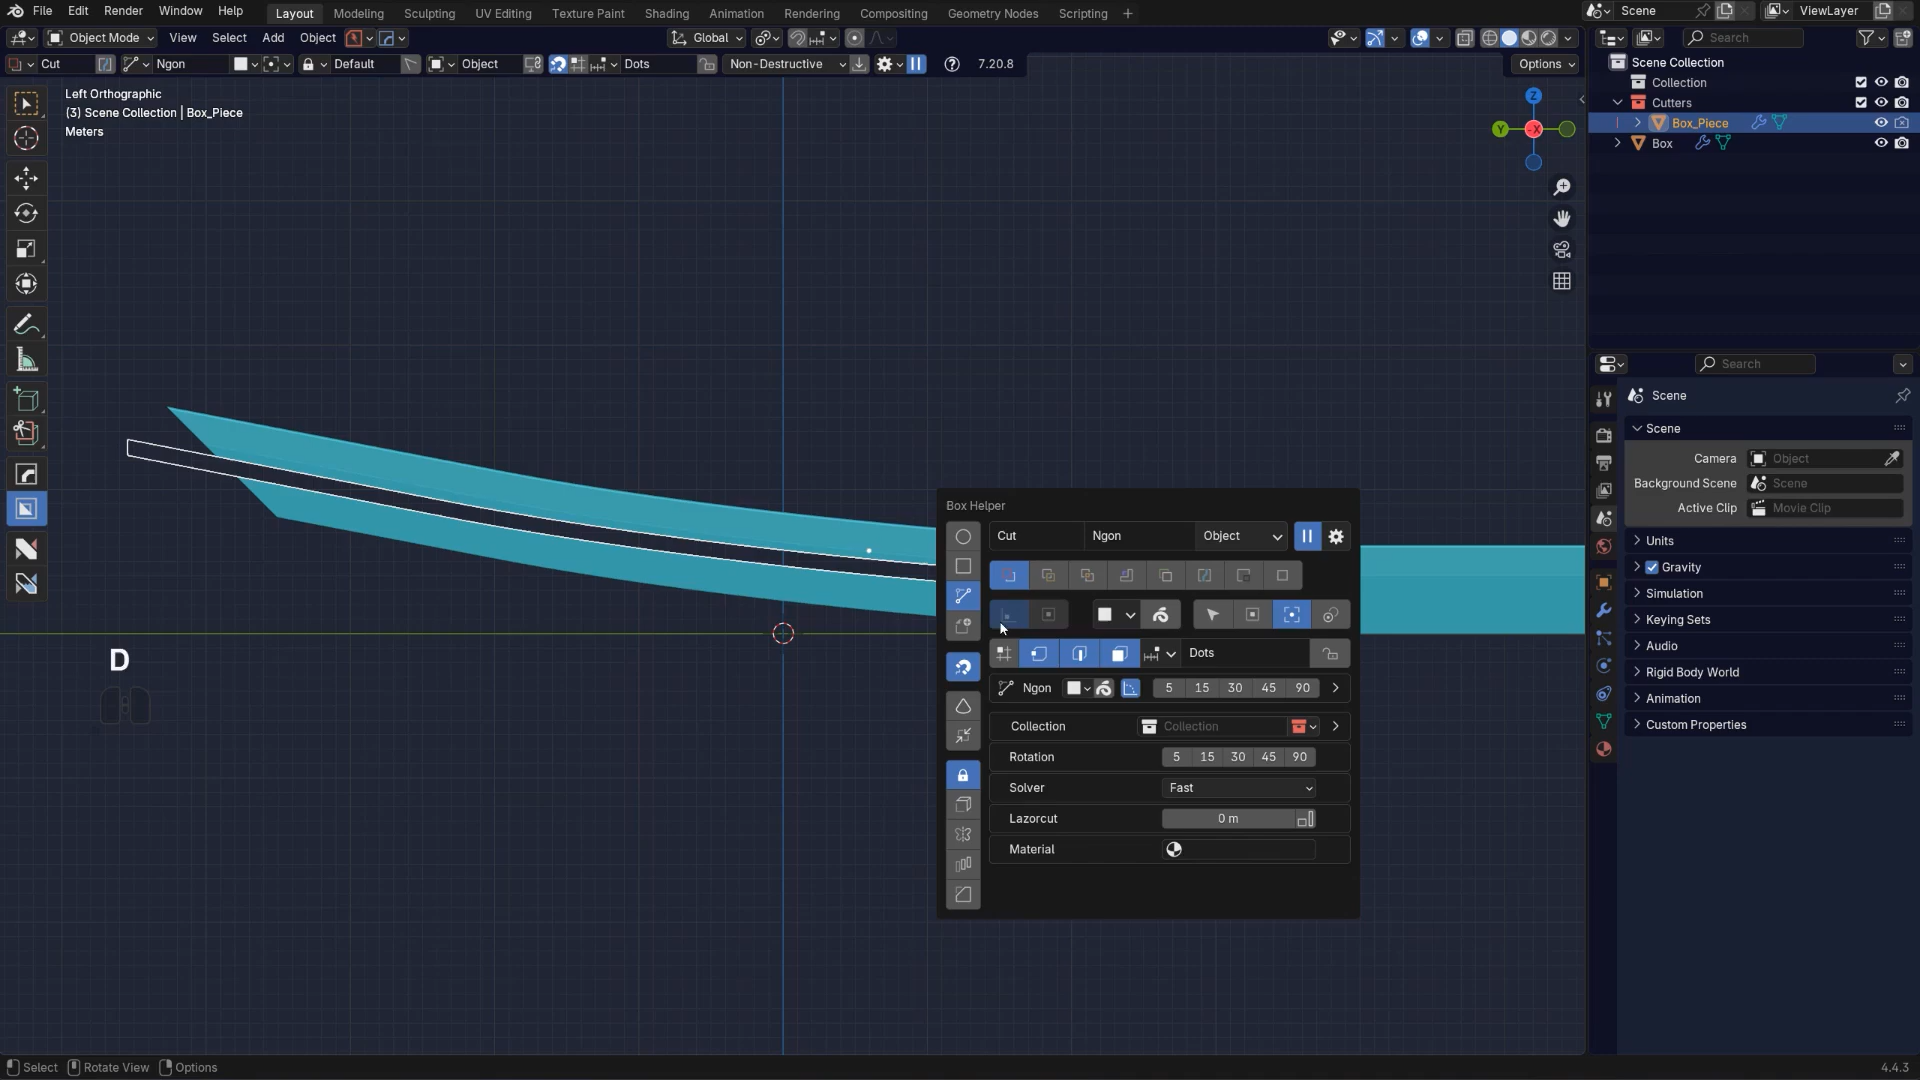 File Edit Render Window Help Layout Modeling Sculpting UV Editing Texture Paint Shading Animation Rendering Compositing Geometry Nodes Scripting + Scene ViewLayer
Object Mode View Select Add Object Global Search
Cut Ngon Default Object Dots Non-Destructive 7.20.8 Options
Left Orthographic
(3) Scene Collection | Box_Piece
Meters
Z
Y
-X
Scene Collection
Collection
Cutters
Box_Piece
Box
Search
Scene
Scene
Camera Object
Background Scene Scene
Active Clip Movie Clip
Units
Gravity
Simulation
Keying Sets
Audio
Rigid Body World
Animation
Custom Properties
Box Helper
Cut Ngon Object
Dots
Ngon 5 15 30 45 90
Collection Collection
Rotation 5 15 30 45 90
Solver Fast
Lazorcut 0 m
Material
D
Select Rotate View Options 4.4.3